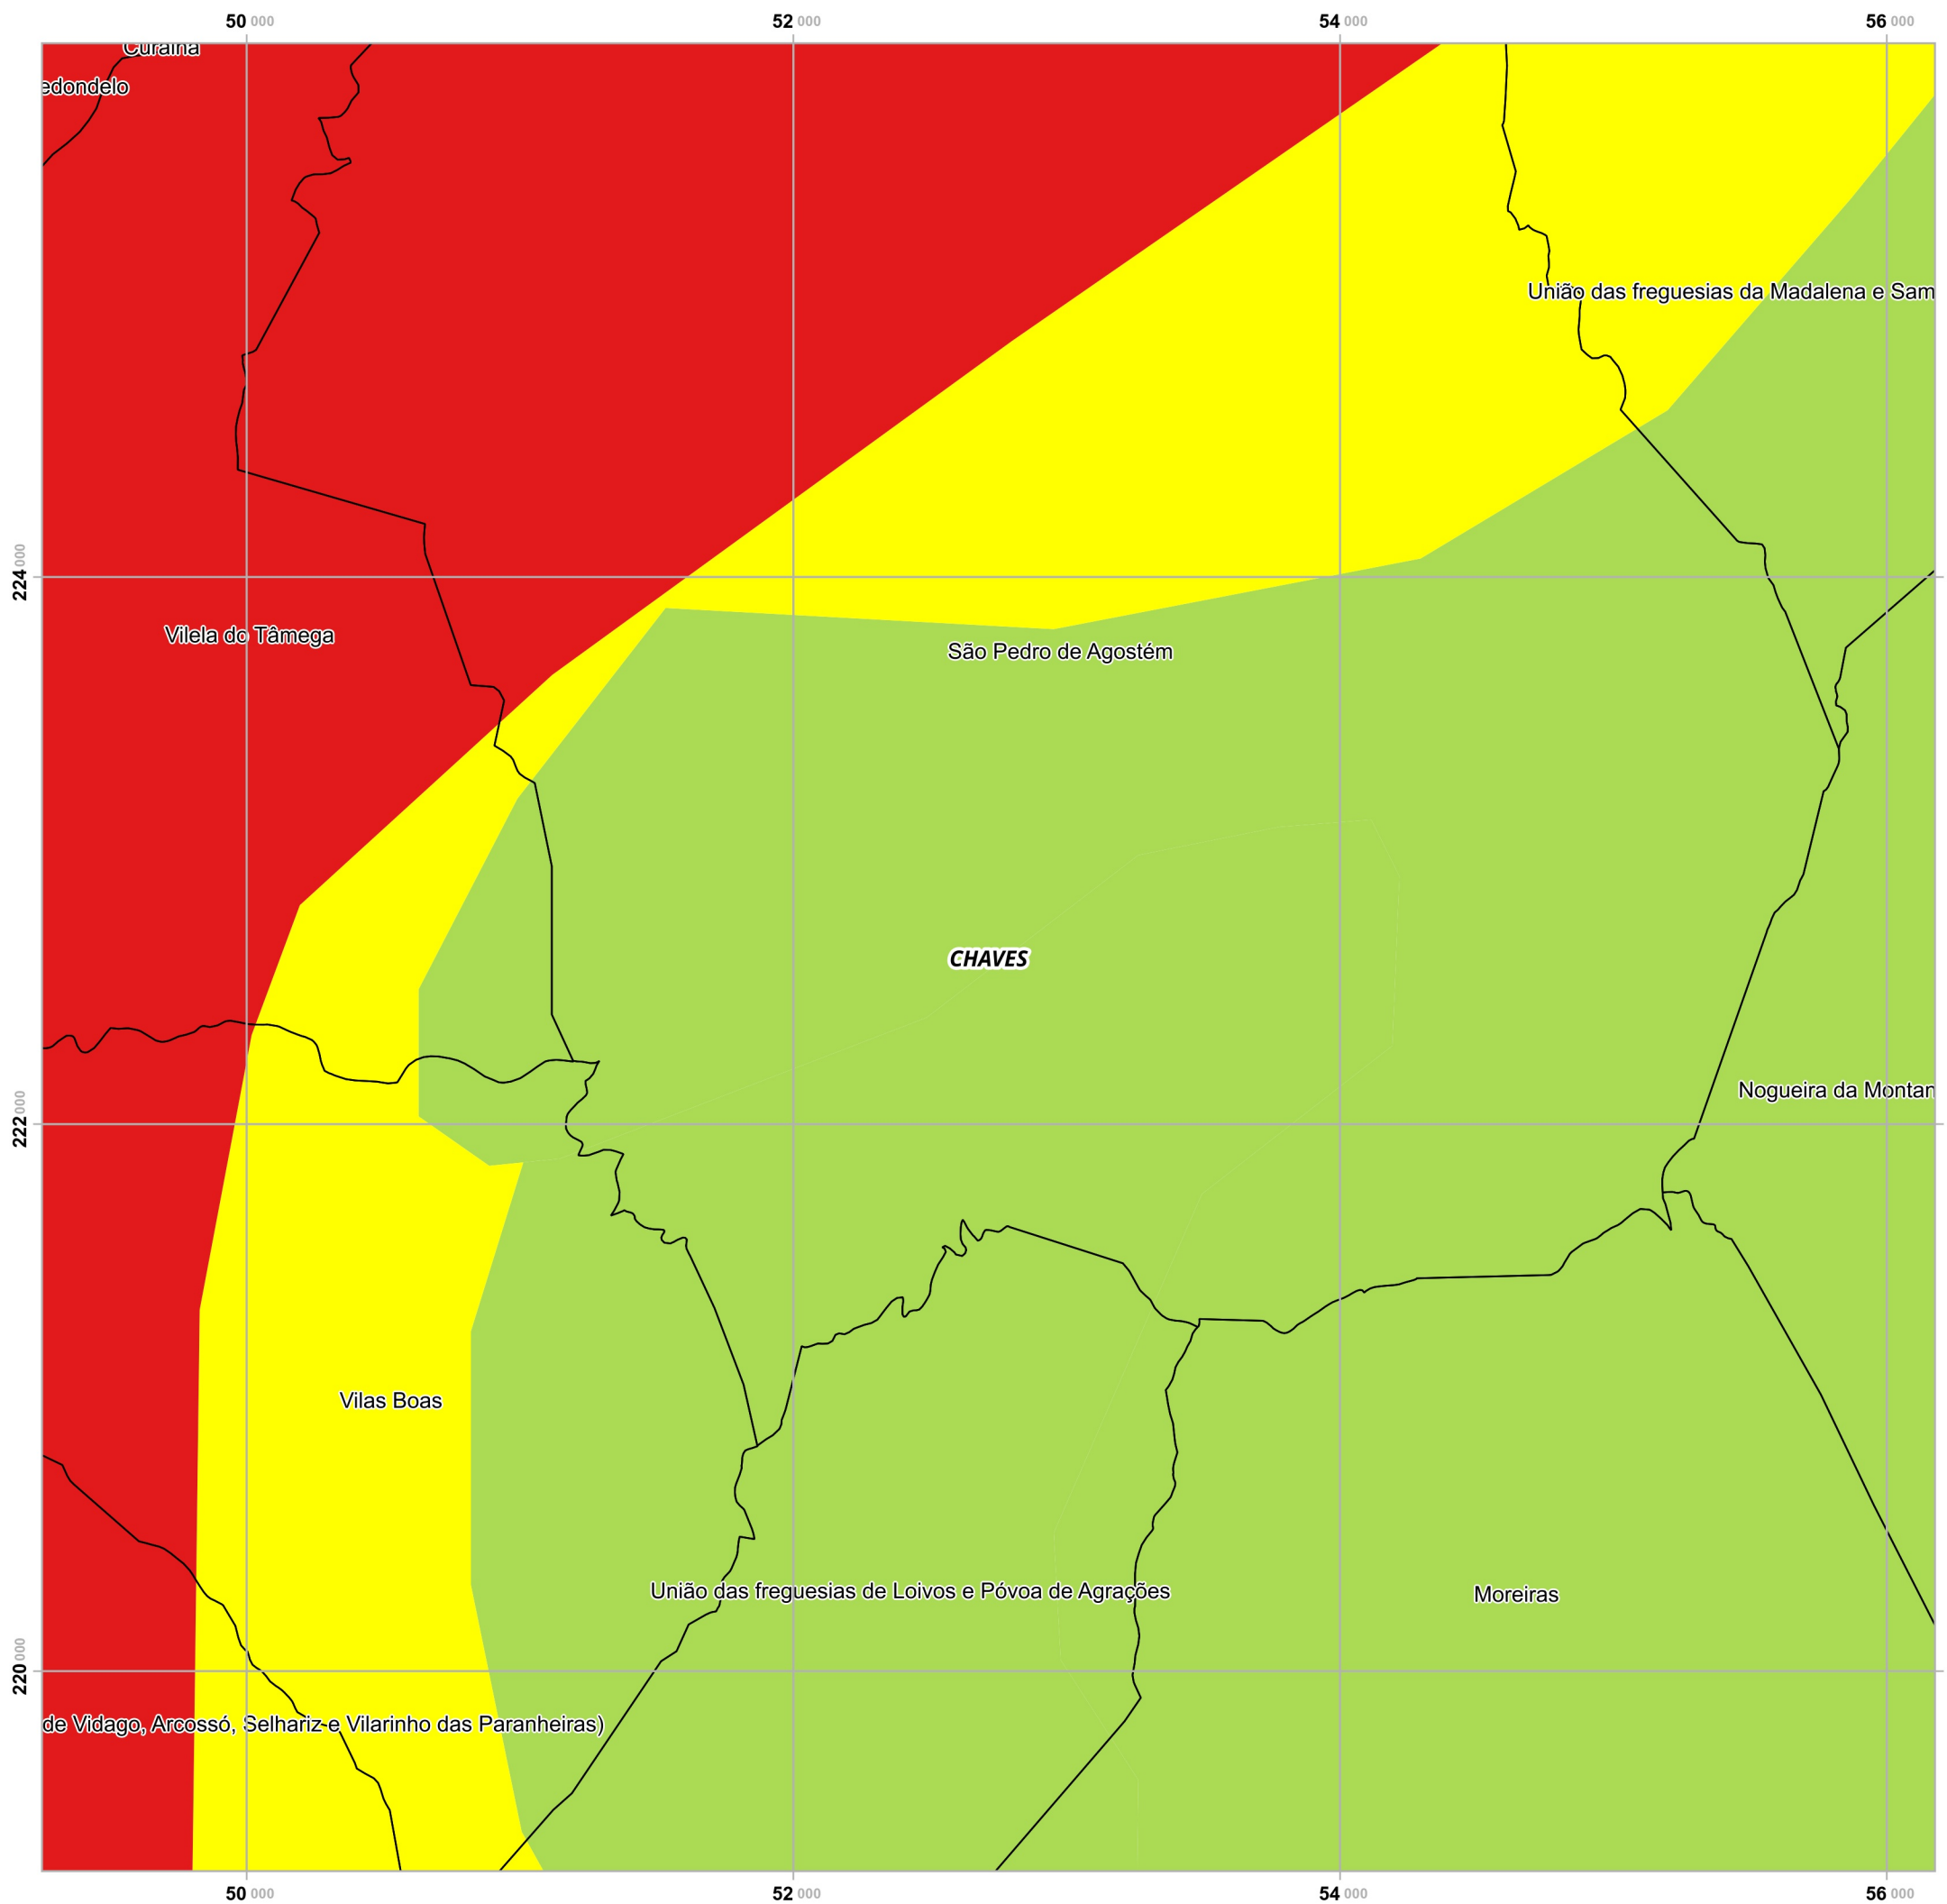 50 000 52 000 54 000 56 000
Curalha
edondelo
União das freguesias da Madalena e Sam
224 000
Vilela do Tâmega
São Pedro de Agostém
CHAVES
Nogueira da Montan
222 000
Vilas Boas
União das freguesias de Loivos e Póvoa de Agrações
Moreiras
220 000
de Vidago, Arcossó, Selhariz e Vilarinho das Paranheiras)
50 000 52 000 54 000 56 000